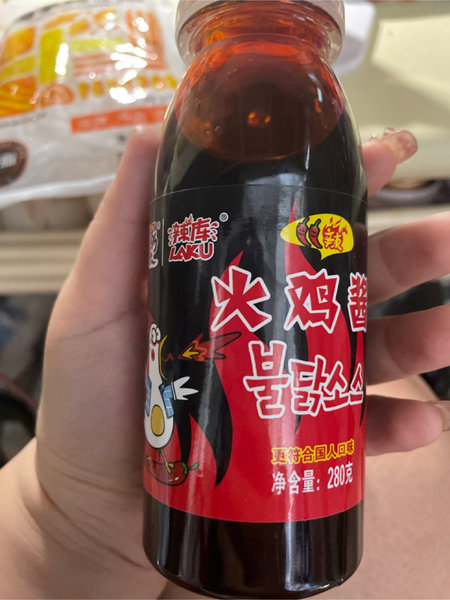 辣库®
LAKU
辣
火鸡酱
불닭소스
更符合国人口味
净含量：280克